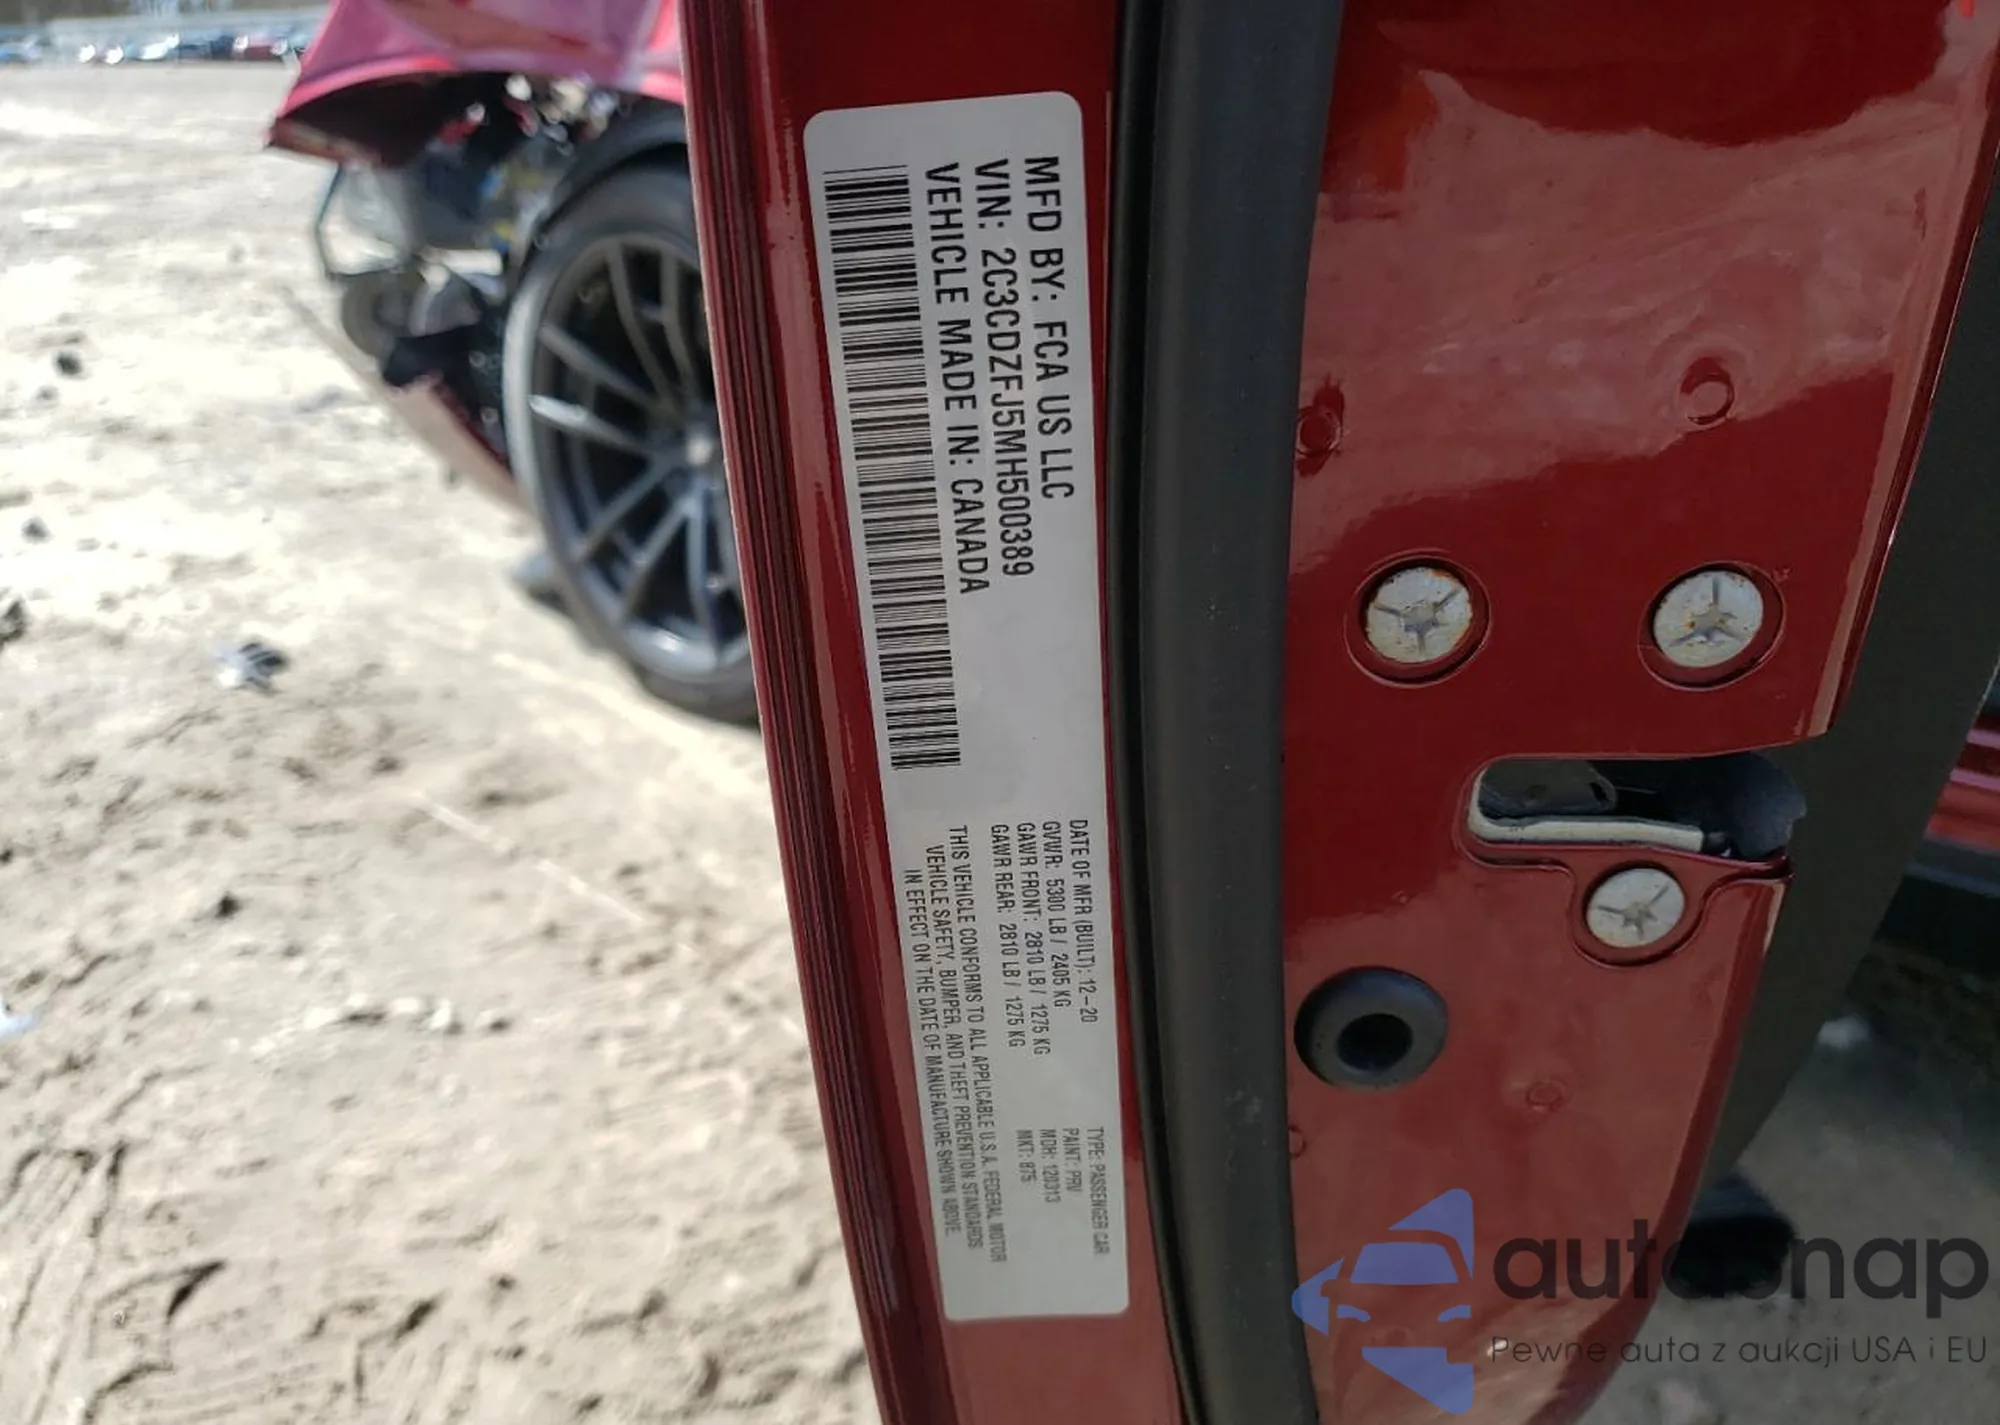 MFD BY: FCA US LLC
VIN: 2C3CDZFJ5MH500389
VEHICLE MADE IN: CANADA
DATE OF MFR (BUILT): 12-20
GVWR: 5300 LB / 2405 KG
GAWR FRONT: 2810 LB / 1275 KG
GAWR REAR: 2810 LB / 1275 KG
THIS VEHICLE CONFORMS TO ALL APPLICABLE U.S.A. FEDERAL MOTOR
VEHICLE SAFETY, BUMPER, AND THEFT PREVENTION STANDARDS
IN EFFECT ON THE DATE OF MANUFACTURE SHOWN ABOVE
TYPE: PASSENGER CAR
PAINT: PRV
MDH: 120313
MKT: 875
autosnap
Pewne auta z aukcji USA i EU